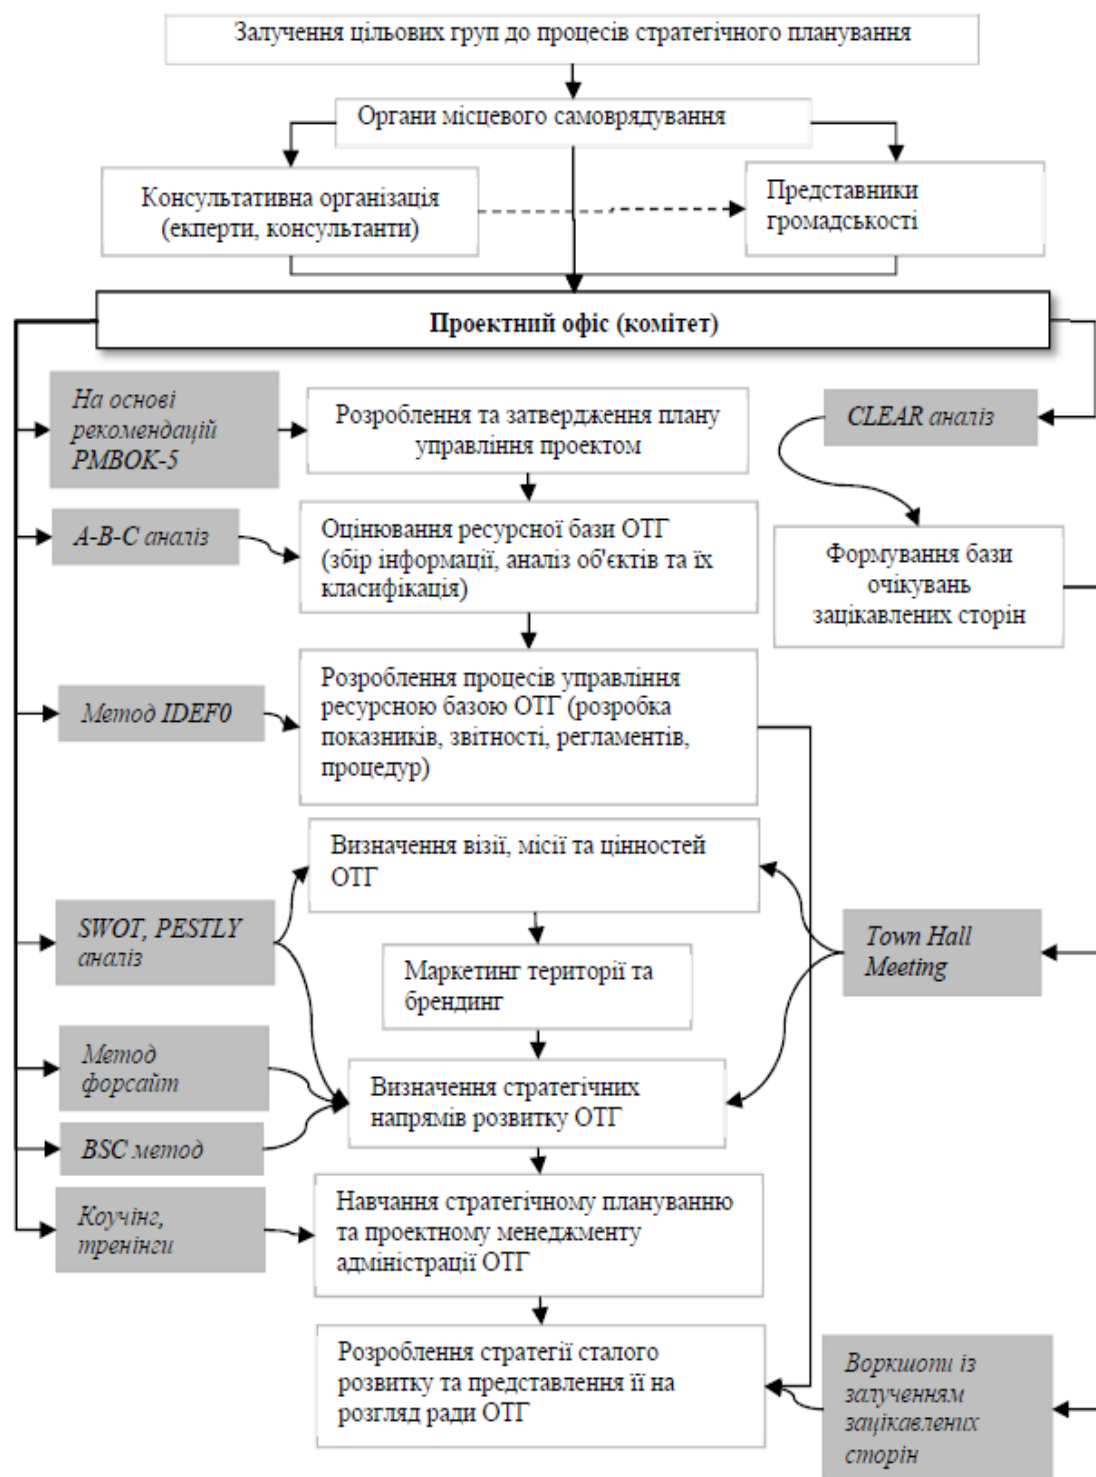 Залучення цільових груп до процесів стратегічного планування
Органи місцевого самоврядування
Консультативна організація
(екперти, консультанти)
Представники
громадськості
Проектний офіс (комітет)
На основі
рекомендацій
PMBOK-5
Розроблення та затвердження плану
управління проектом
CLEAR аналіз
A-B-C аналіз
Оцінювання ресурсної бази ОТГ
(збір інформації, аналіз об'єктів та їх
класифікація)
Формування бази
очікувань
зацікавлених сторін
Метод IDEF0
Розроблення процесів управління
ресурсною базою ОТГ (розробка
показників, звітності, регламентів,
процедур)
Визначення візії, місії та цінностей
ОТГ
SWOT, PESTLY
аналіз
Town Hall
Meeting
Маркетинг території та
брендинг
Метод
форсайт
Визначення стратегічних
напрямів розвитку ОТГ
BSC метод
Коучінг,
тренінги
Навчання стратегічному плануванню
та проектному менеджменту
адміністрації ОТГ
Розроблення стратегії сталого
розвитку та представлення її на
розгляд ради ОТГ
Воркшопи із
залученням
зацікавлених
сторін